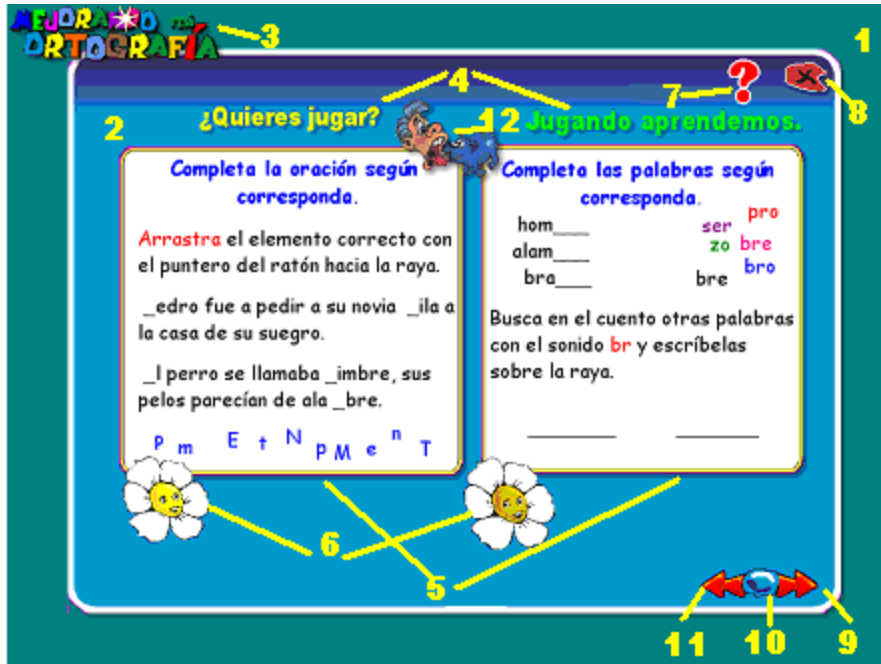 MEJORANDO mi
ORTOGRAFÍA
3
1
4
7
8
2
¿Quieres jugar?
12
Jugando aprendemos.
Completa la oración según
corresponda.
Arrastra el elemento correcto con
el puntero del ratón hacia la raya.
_edro fue a pedir a su novia _ila a
la casa de su suegro.
_l perro se llamaba _imbre, sus
pelos parecían de ala _bre.
P m E t N p M e n T
Completa las palabras según
corresponda.
hom___ ser pro
alam___ zo bre
bra___ bre bro
Busca en el cuento otras palabras
con el sonido br y escríbelas
sobre la raya.
6
5
11 10 9